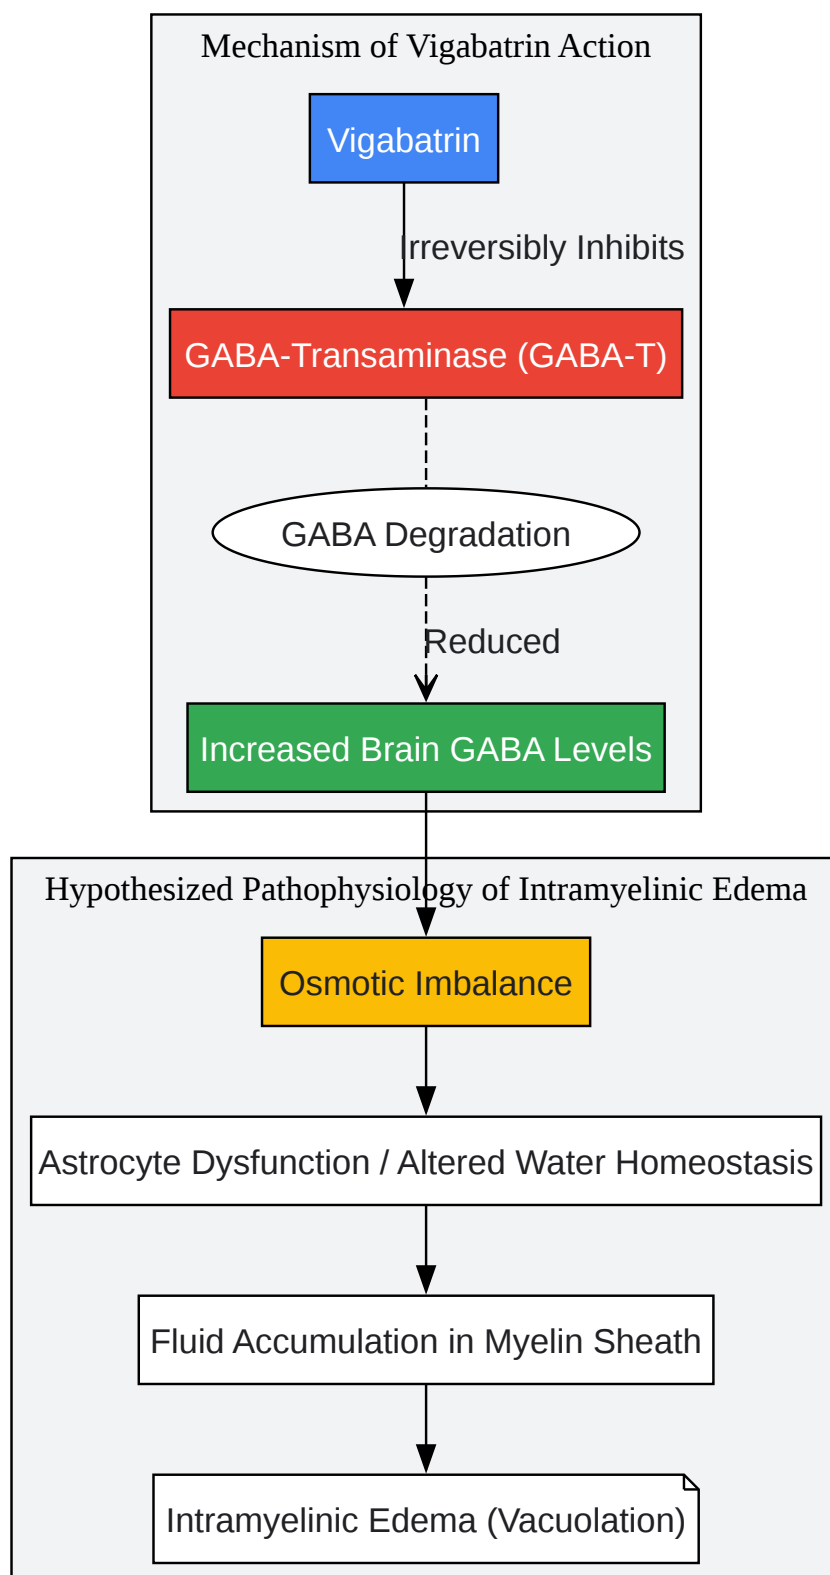 Mechanism of Vigabatrin Action
Vigabatrin
Irreversibly Inhibits
GABA-Transaminase (GABA-T)
GABA Degradation
Reduced
Increased Brain GABA Levels
Hypothesized Pathophysiology of Intramyelinic Edema
Osmotic Imbalance
Astrocyte Dysfunction / Altered Water Homeostasis
Fluid Accumulation in Myelin Sheath
Intramyelinic Edema (Vacuolation)